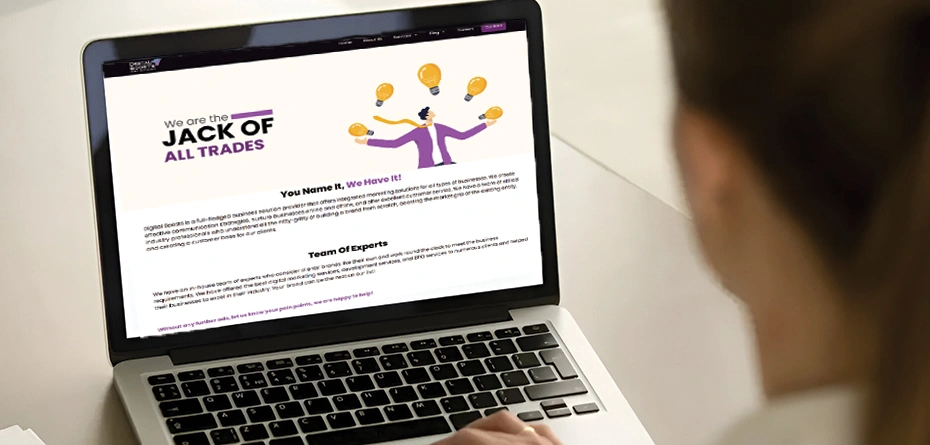 DIGITAL
BOOSTS
Home About Us Services Blog Careers
We are the
JACK OF
ALL TRADES
You Name It, We Have It!
Digital Boosts is a full-fledged business solution provider that offers integrated marketing solutions for all types of businesses. We create
effective communication strategies, nurture businesses online and offline, and offer excellent customer service. We have a team of skilled
industry professionals who understand all the nitty-gritty of building a brand from scratch, boosting the market grip of the existing entity,
and creating a customer base for our clients.
Team Of Experts
We have an in-house team of experts who consider clients' brands like their own and work round the clock to meet the business
requirements. We have offered the best digital marketing services, development services, and BPO services to numerous clients and helped
their businesses to excel in their industry. Your brand can be the next on our list!
Without any further ado, let us know your pain points, we are happy to help!